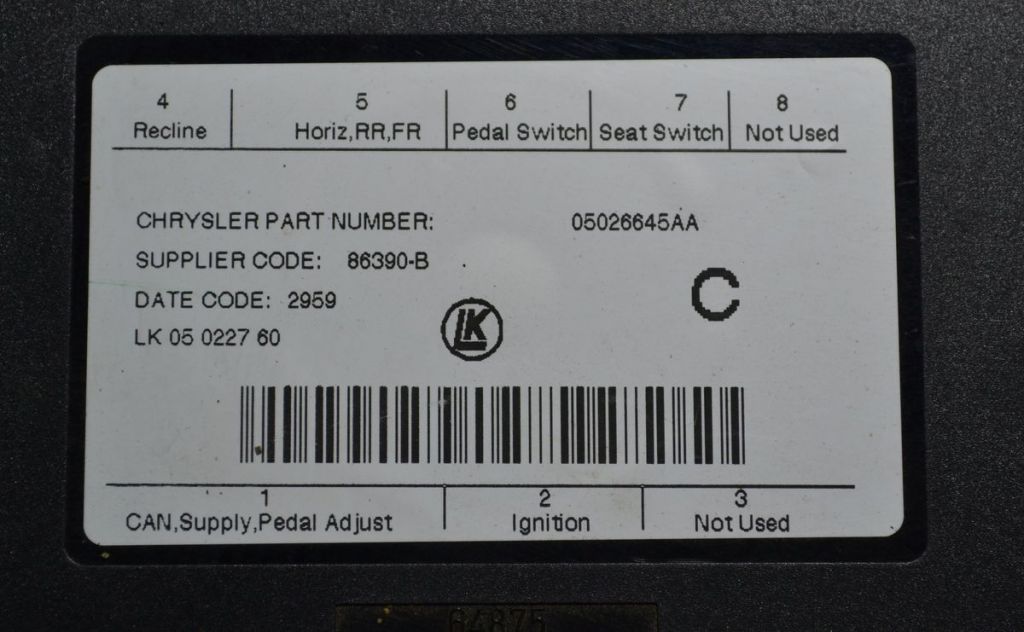 4 5 6 7 8
Recline Horiz,RR,FR Pedal Switch Seat Switch Not Used
CHRYSLER PART NUMBER: 05026645AA
SUPPLIER CODE: 86390-B
DATE CODE: 2959
LK 05 0227 60
LK
C
1 2 3
CAN,Supply,Pedal Adjust Ignition Not Used